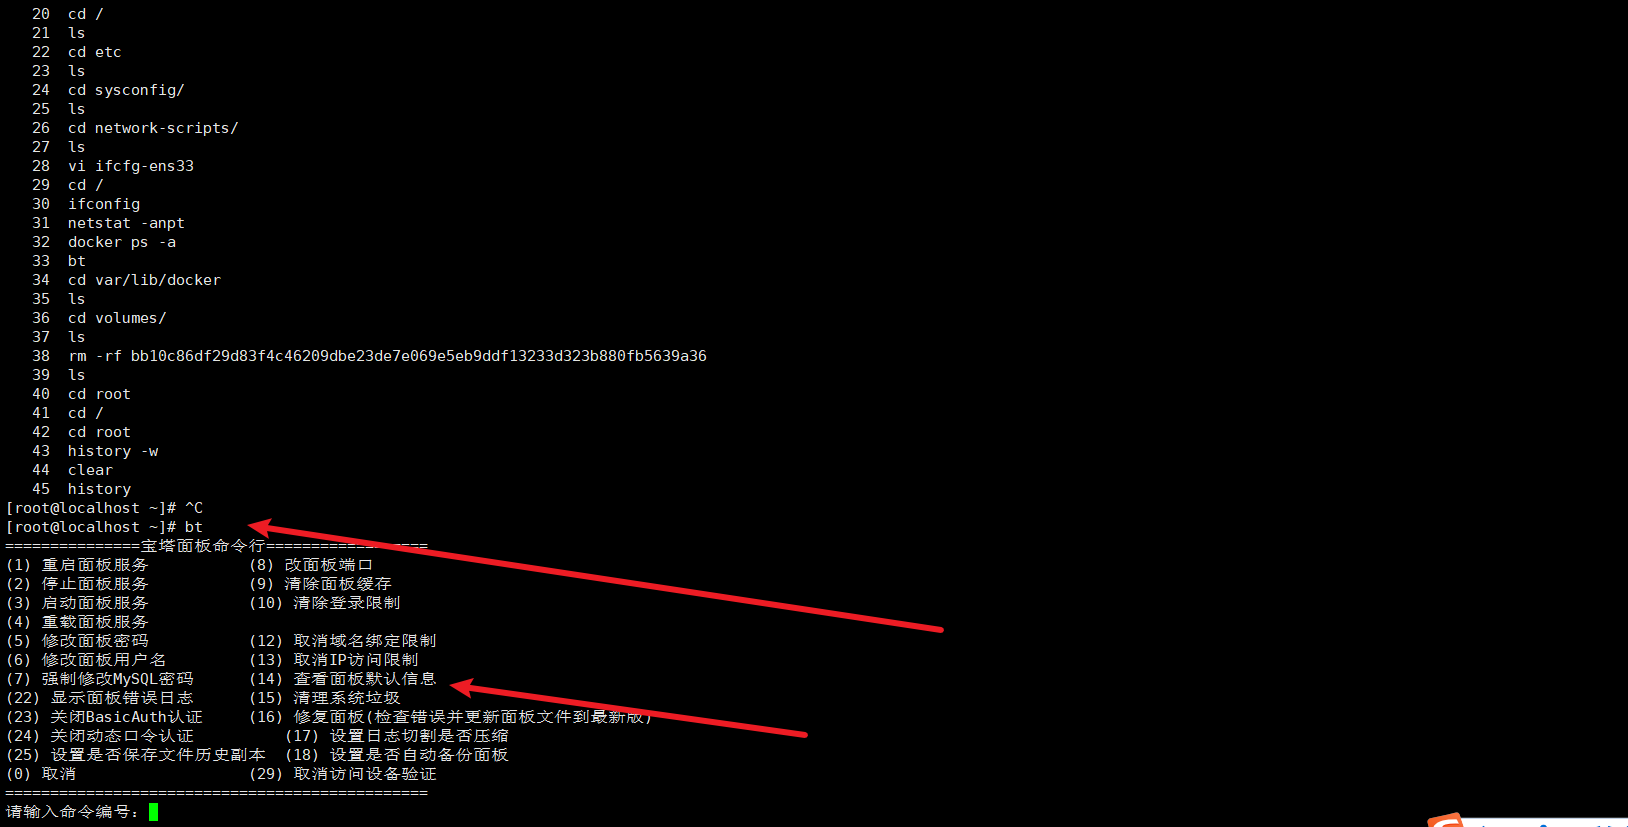 20 cd /
21 ls
22 cd etc
23 ls
24 cd sysconfig/
25 ls
26 cd network-scripts/
27 ls
28 vi ifcfg-ens33
29 cd /
30 ifconfig
31 netstat -anpt
32 docker ps -a
33 bt
34 cd var/lib/docker
35 ls
36 cd volumes/
37 ls
38 rm -rf bb10c86df29d83f4c46209dbe23de7e069e5eb9ddf13233d323b880fb5639a36
39 ls
40 cd root
41 cd /
42 cd root
43 history -w
44 clear
45 history
[root@localhost ~]# ^C
[root@localhost ~]# bt
===============宝塔面板命令行==================
(1) 重启面板服务 (8) 改面板端口
(2) 停止面板服务 (9) 清除面板缓存
(3) 启动面板服务 (10) 清除登录限制
(4) 重载面板服务
(5) 修改面板密码 (12) 取消域名绑定限制
(6) 修改面板用户名 (13) 取消IP访问限制
(7) 强制修改MySQL密码 (14) 查看面板默认信息
(22) 显示面板错误日志 (15) 清理系统垃圾
(23) 关闭BasicAuth认证 (16) 修复面板(检查错误并更新面板文件到最新版)
(24) 关闭动态口令认证 (17) 设置日志切割是否压缩
(25) 设置是否保存文件历史副本 (18) 设置是否自动备份面板
(0) 取消 (29) 取消访问设备验证
===============================================
请输入命令编号：